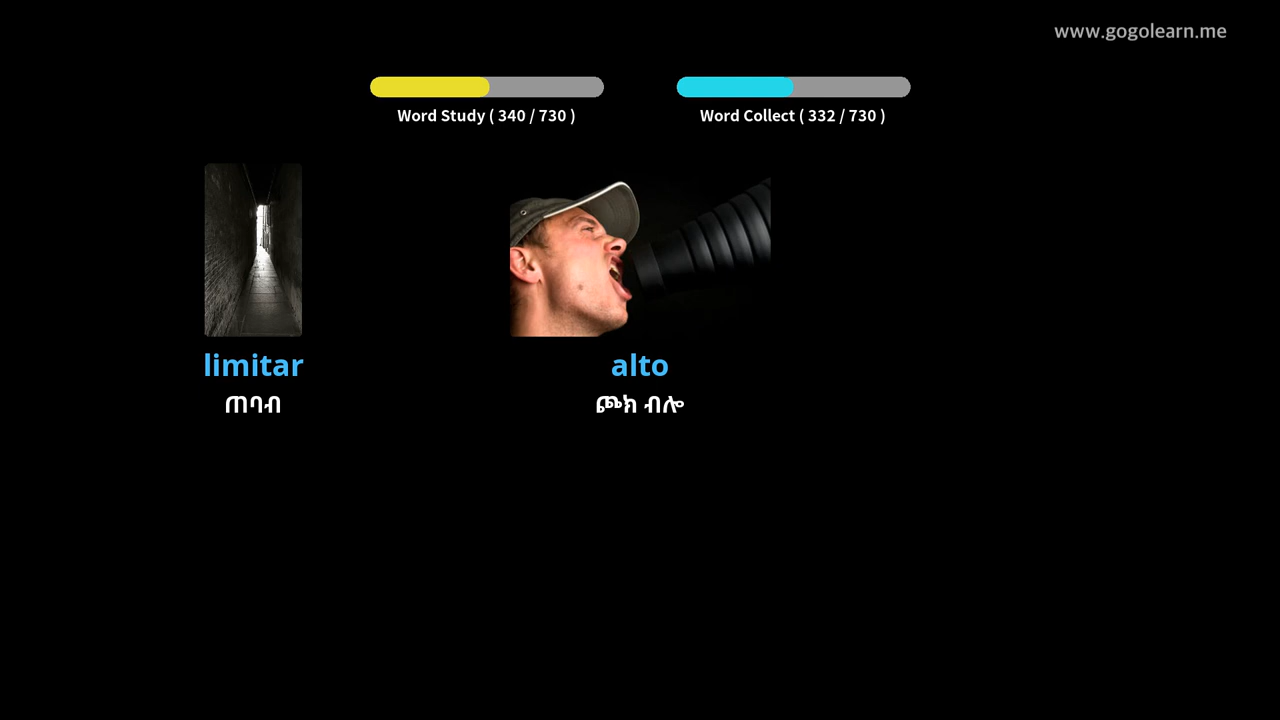 www.gogolearn.me
Word Study ( 340 / 730 )
Word Collect ( 332 / 730 )
limitar
alto
ጠባብ
ጮክ ብሎ